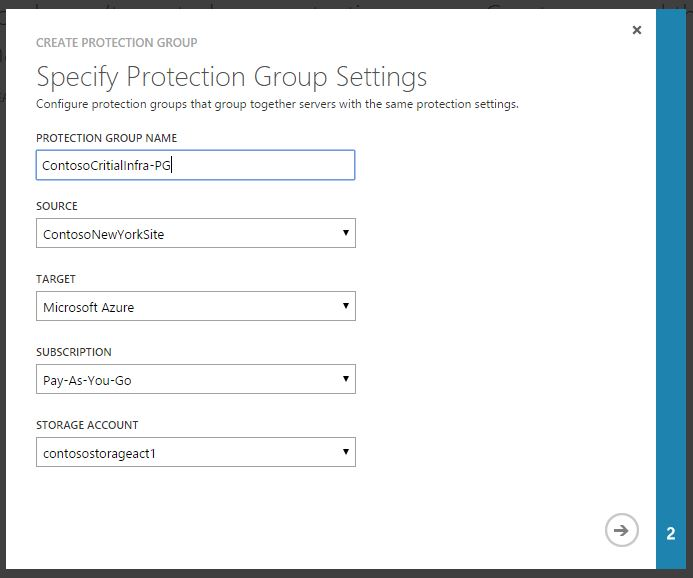 CREATE PROTECTION GROUP
Specify Protection Group Settings
Configure protection groups that group together servers with the same protection settings.
PROTECTION GROUP NAME
ContosoCritialInfra-PG
SOURCE
ContosoNewYorkSite
TARGET
Microsoft Azure
SUBSCRIPTION
Pay-As-You-Go
STORAGE ACCOUNT
contosostorageact1
2